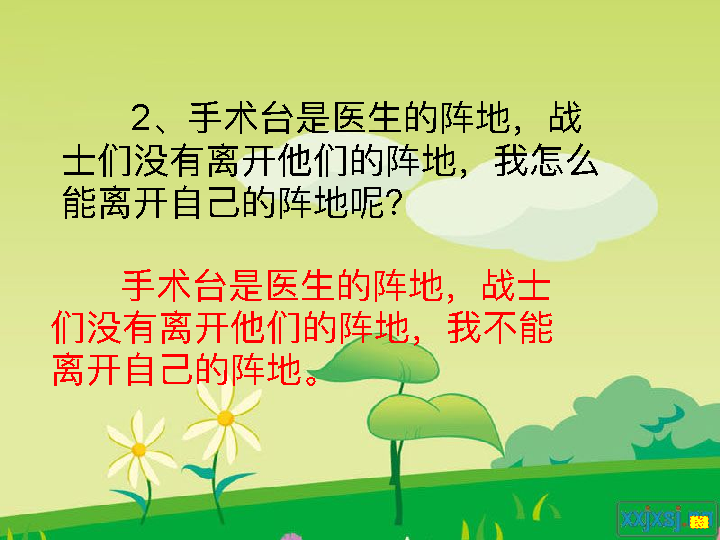 2、手术台是医生的阵地，战
士们没有离开他们的阵地，我怎么
能离开自己的阵地呢？
手术台是医生的阵地，战士
们没有离开他们的阵地，我不能
离开自己的阵地。